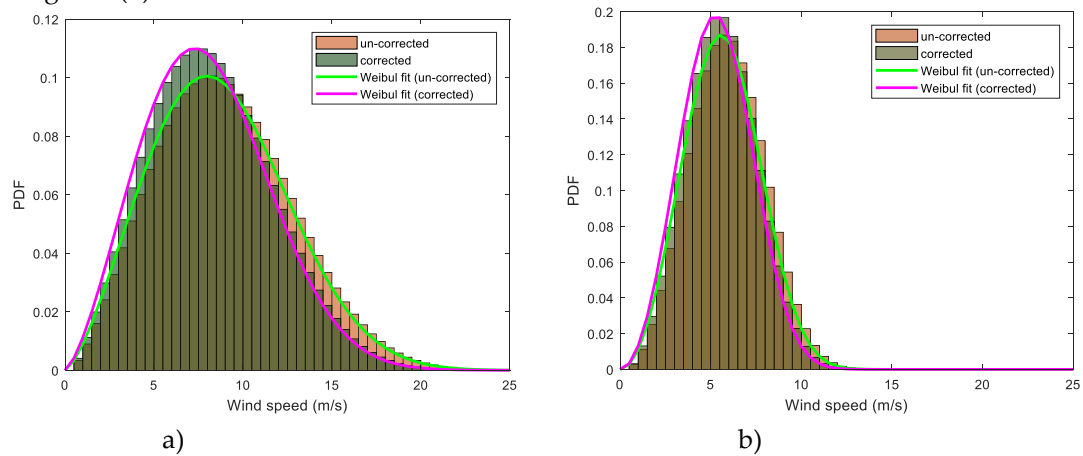 0.12
0.1
0.08
0.06
0.04
0.02
0
PDF
0 5 10 15 20 25
Wind speed (m/s)
un-corrected
corrected
Weibul fit (un-corrected)
Weibul fit (corrected)
a)
0.2
0.18
0.16
0.14
0.12
0.1
0.08
0.06
0.04
0.02
0
PDF
0 5 10 15 20 25
Wind speed (m/s)
un-corrected
corrected
Weibul fit (un-corrected)
Weibul fit (corrected)
b)